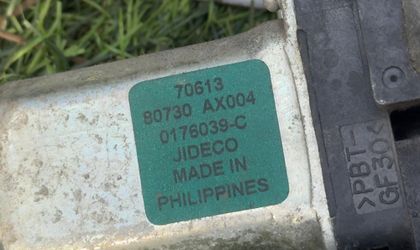 70613
80730 AX004
0176039-C
JIDECO
MADE IN
PHILIPPINES
>PBT-
GF30<